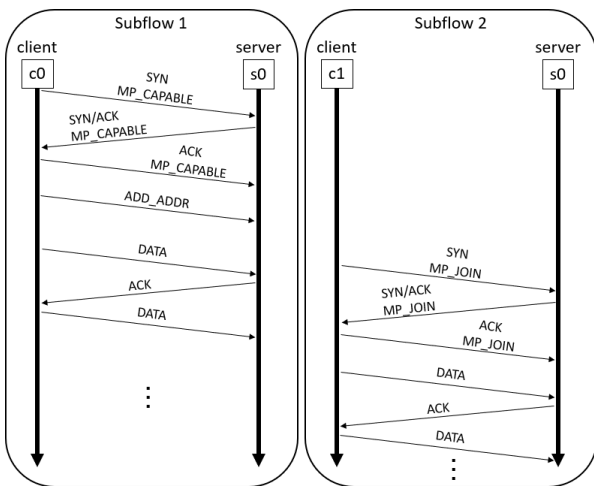 Subflow 1
client
server
c0
s0
SYN
MP_CAPABLE
SYN/ACK
MP_CAPABLE
ACK
MP_CAPABLE
ADD_ADDR
DATA
ACK
DATA
Subflow 2
client
server
c1
s0
SYN
MP_JOIN
SYN/ACK
MP_JOIN
ACK
MP_JOIN
DATA
ACK
DATA